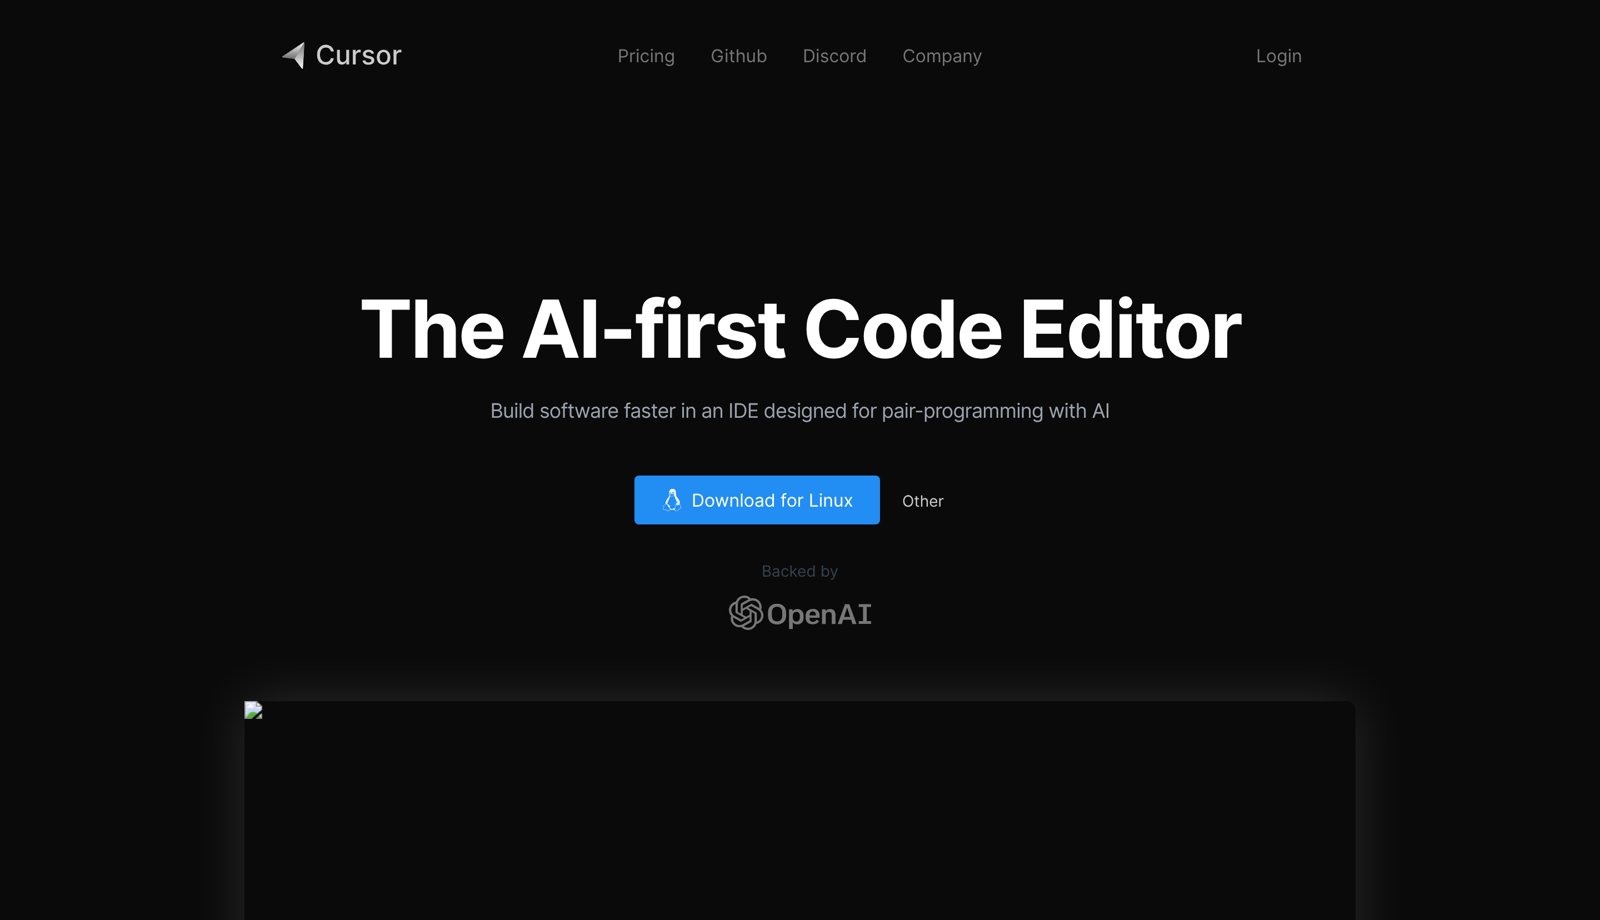 Cursor
Pricing Github Discord Company
Login
The AI-first Code Editor
Build software faster in an IDE designed for pair-programming with AI
Download for Linux
Other
Backed by
OpenAI